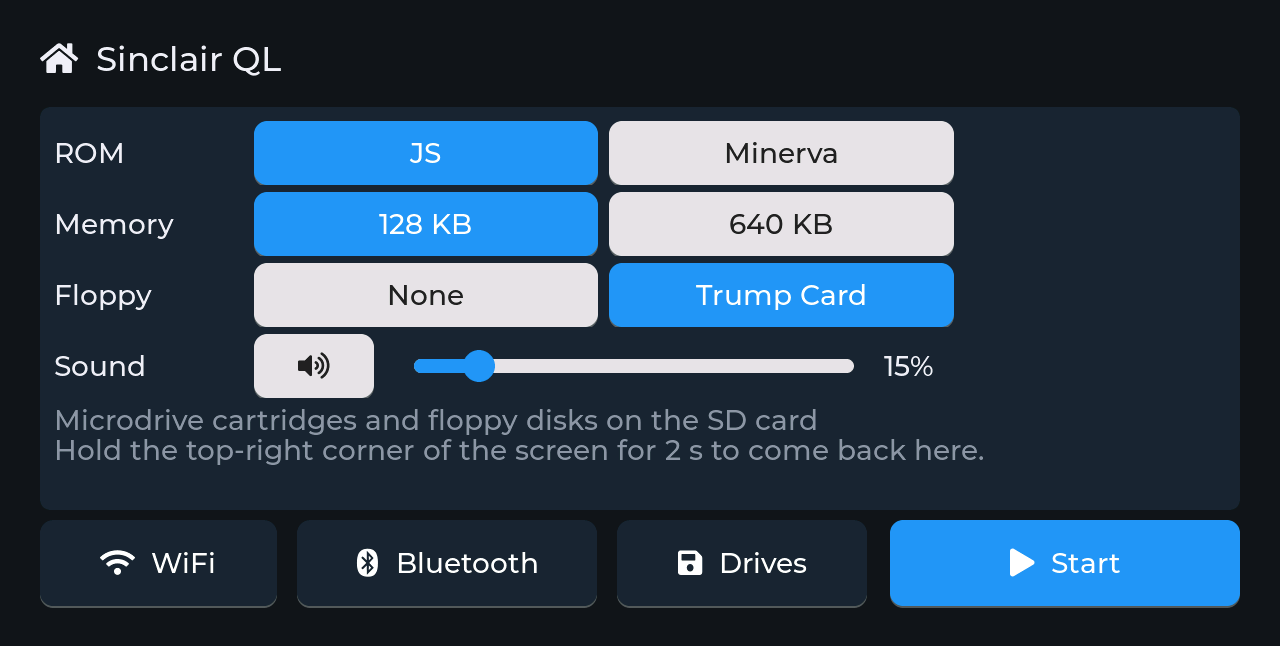 Sinclair QL
ROM JS Minerva
Memory 128 KB 640 KB
Floppy None Trump Card
Sound 15%
Microdrive cartridges and floppy disks on the SD card
Hold the top-right corner of the screen for 2 s to come back here.
WiFi Bluetooth Drives Start